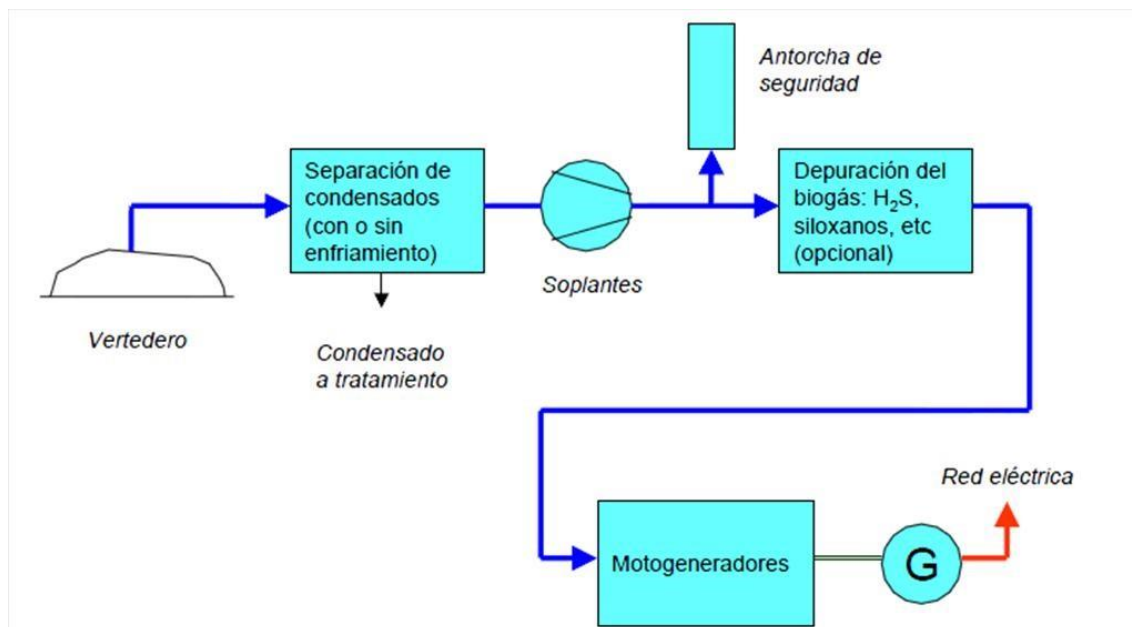 Antorcha de
seguridad
Separación de
condensados
(con o sin
enfriamiento)
Depuración del
biogás: H₂S,
siloxanos, etc
(opcional)
Soplantes
Vertedero
Condensado
a tratamiento
Red eléctrica
Motogeneradores
G